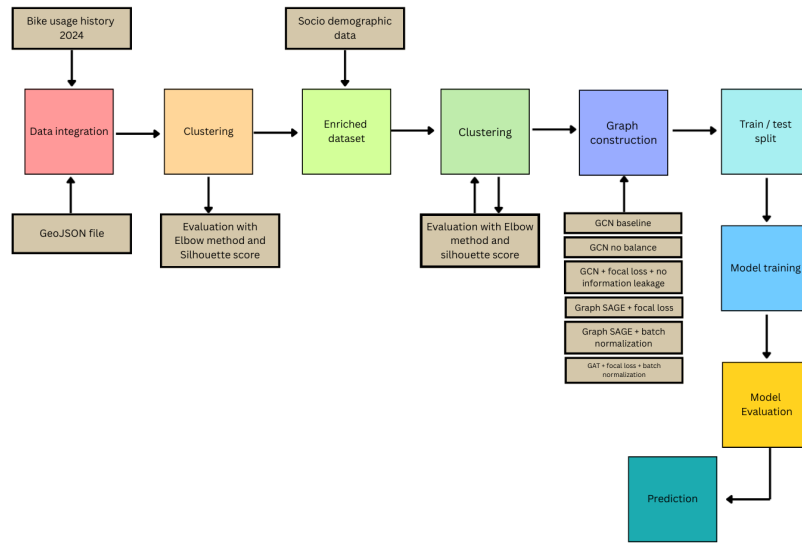 Bike usage history
2024
Socio demographic
data
Data integration
Clustering
Enriched
dataset
Clustering
Graph
construction
Train / test
split
GeoJSON file
Evaluation with
Elbow method and
Silhouette score
Evaluation with Elbow
method and
silhouette score
GCN baseline
GCN no balance
GCN + focal loss + no
information leakage
Graph SAGE + focal loss
Graph SAGE + batch
normalization
GAT + focal loss + batch
normalization
Model training
Model
Evaluation
Prediction